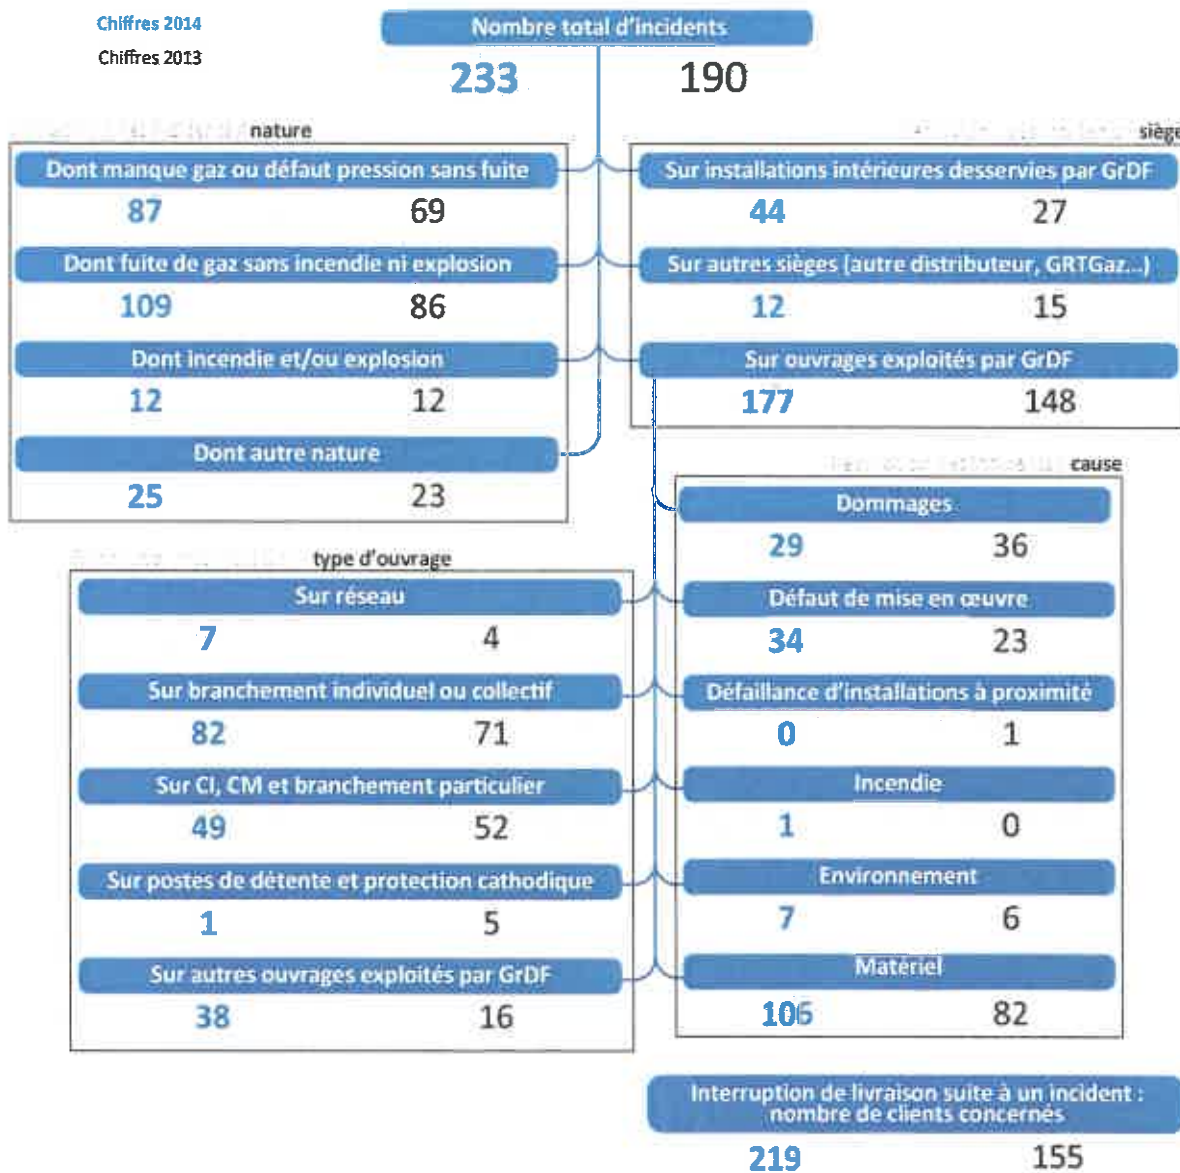 Chiffres 2014
Chiffres 2013
Nombre total d'incidents
233 190
nature
Dont manque gaz ou défaut pression sans fuite
87 69
Dont fuite de gaz sans incendie ni explosion
109 86
Dont incendie et/ou explosion
12 12
Dont autre nature
25 23
siège
Sur installations intérieures desservies par GrDF
44 27
Sur autres sièges (autre distributeur, GRTGaz...)
12 15
Sur ouvrages exploités par GrDF
177 148
type d'ouvrage
Sur réseau
7 4
Sur branchement individuel ou collectif
82 71
Sur CI, CM et branchement particulier
49 52
Sur postes de détente et protection cathodique
1 5
Sur autres ouvrages exploités par GrDF
38 16
cause
Dommages
29 36
Défaut de mise en œuvre
34 23
Défaillance d'installations à proximité
0 1
Incendie
1 0
Environnement
7 6
Matériel
106 82
Interruption de livraison suite à un incident :
nombre de clients concernés
219 155